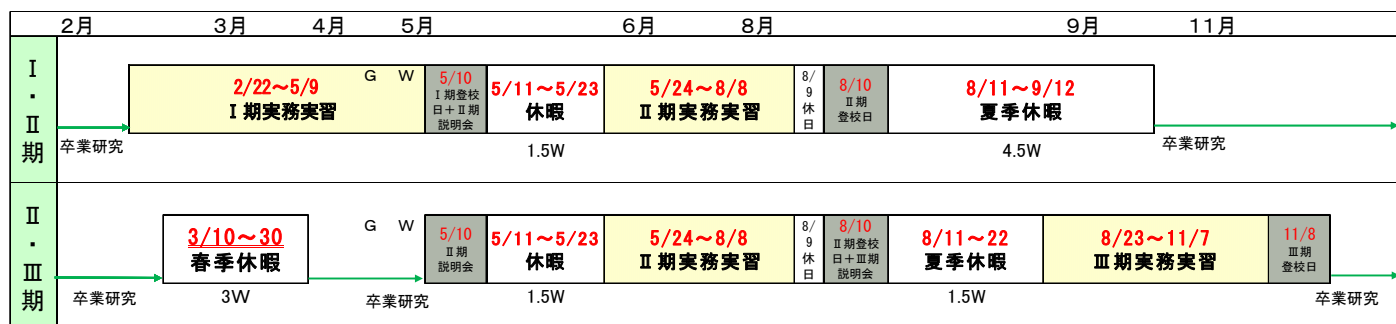 2月 3月 4月 5月 6月 8月 9月 11月
Ⅰ・Ⅱ期
卒業研究
2/22～5/9
Ⅰ期実務実習
G W
5/10
Ⅰ期登校
日＋Ⅱ期
説明会
5/11～5/23
休暇
1.5W
5/24～8/8
Ⅱ期実務実習
8/9休日
8/10
Ⅱ期
登校日
8/11～9/12
夏季休暇
4.5W
卒業研究
Ⅱ・Ⅲ期
卒業研究
3/10～30
春季休暇
3W
G W
卒業研究
5/10
Ⅱ期
説明会
5/11～5/23
休暇
1.5W
5/24～8/8
Ⅱ期実務実習
8/9休日
8/10
Ⅱ期登校
日＋Ⅲ期
説明会
8/11～22
夏季休暇
1.5W
8/23～11/7
Ⅲ期実務実習
11/8
Ⅲ期
登校日
卒業研究